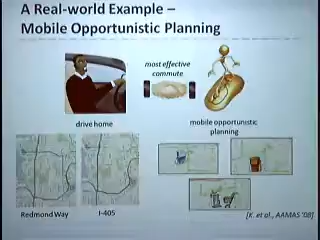 A Real-world Example –
Mobile Opportunistic Planning
most effective
commute
drive home
mobile opportunistic
planning
Redmond Way
I-405
[K. et al., AAMAS '08]